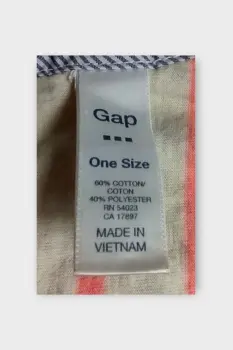 Gap
One Size
60% COTTON/
COTON
40% POLYESTER
RN 54023
CA 17897
MADE IN
VIETNAM